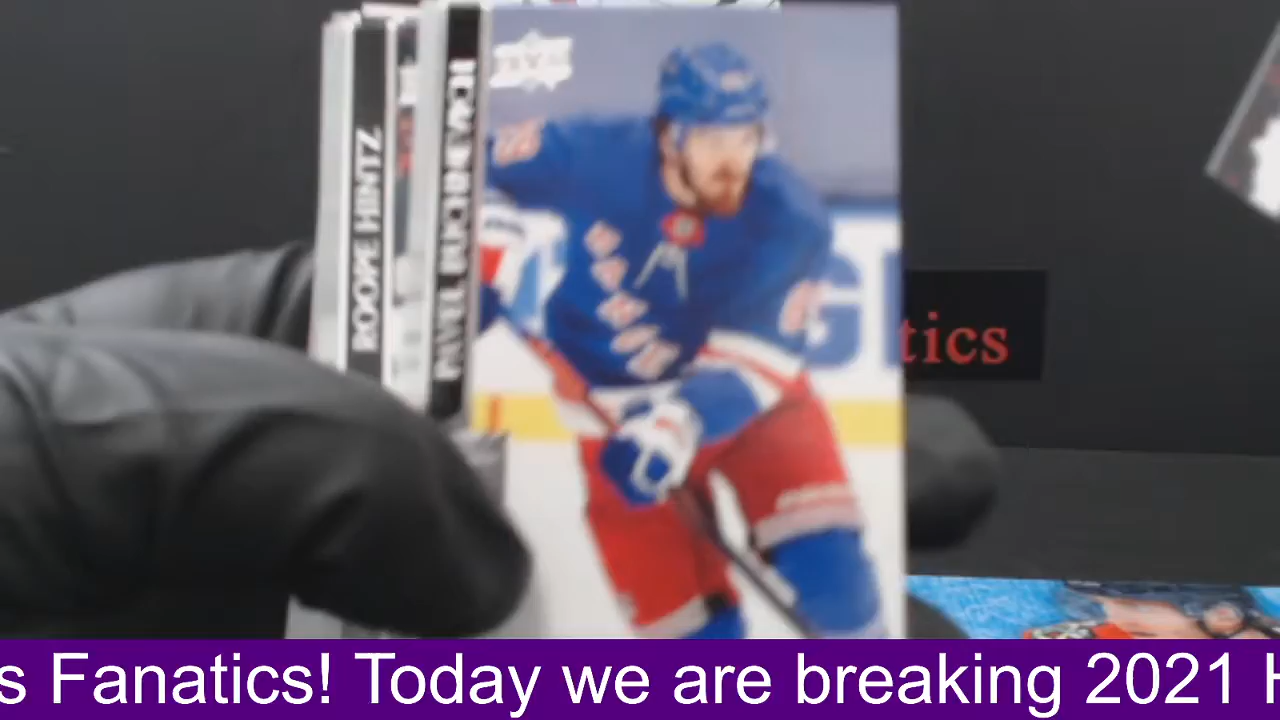 ROOPE HINTZ
PAVEL BUCHNEVICH
tics
s Fanatics! Today we are breaking 2021 H